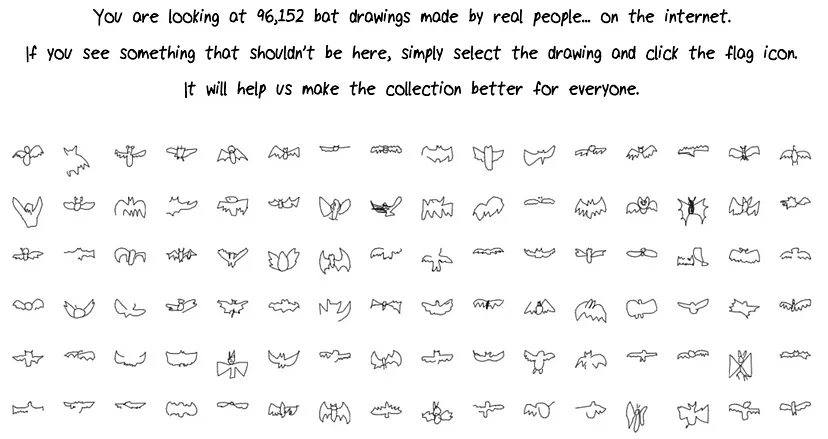 You are looking at 96,152 bat drawings made by real people... on the internet.
If you see something that shouldn't be here, simply select the drawing and click the flag icon.
It will help us make the collection better for everyone.